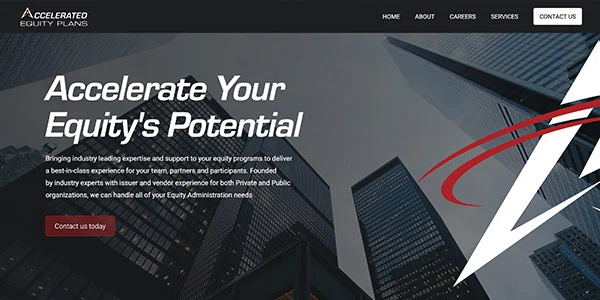 ACCELERATED
EQUITY PLANS
HOME ABOUT CAREERS SERVICES CONTACT US
Accelerate Your
Equity's Potential
Bringing industry leading expertise and support to your equity programs to deliver
a best-in-class experience for your team, partners and participants. Founded
by industry experts with issuer and vendor experience for both Private and Public
organizations, we can handle all of your Equity Administration needs
Contact us today